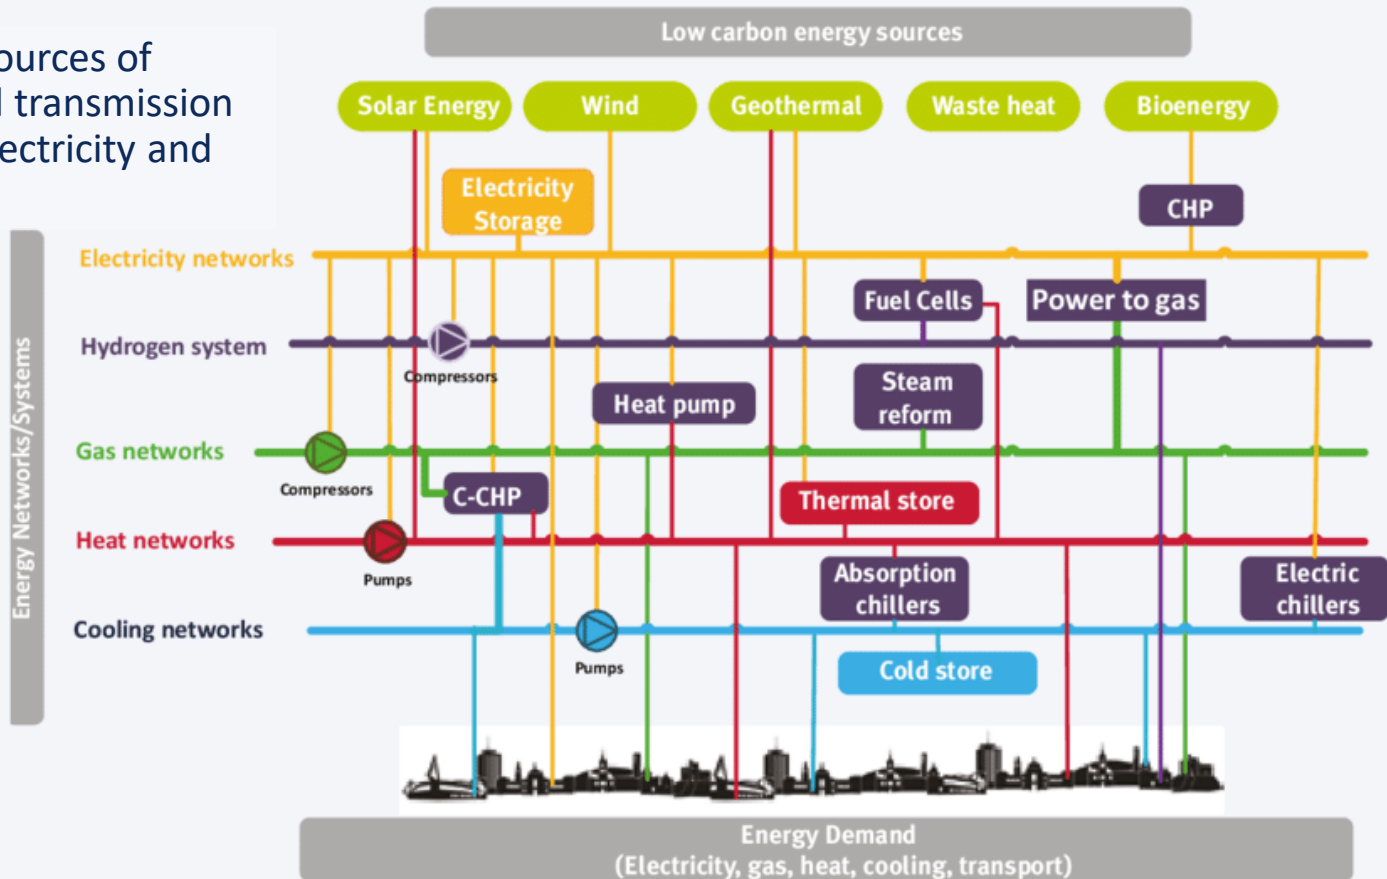 ources of
transmission
ectricity and
Low carbon energy sources
Solar Energy
Wind
Geothermal
Waste heat
Bioenergy
Electricity
Storage
CHP
Electricity networks
Fuel Cells
Power to gas
Hydrogen system
Compressors
Heat pump
Steam
reform
Gas networks
Compressors
C-CHP
Thermal store
Heat networks
Pumps
Absorption
chillers
Electric
chillers
Cooling networks
Pumps
Cold store
Energy Networks/Systems
Energy Demand
(Electricity, gas, heat, cooling, transport)